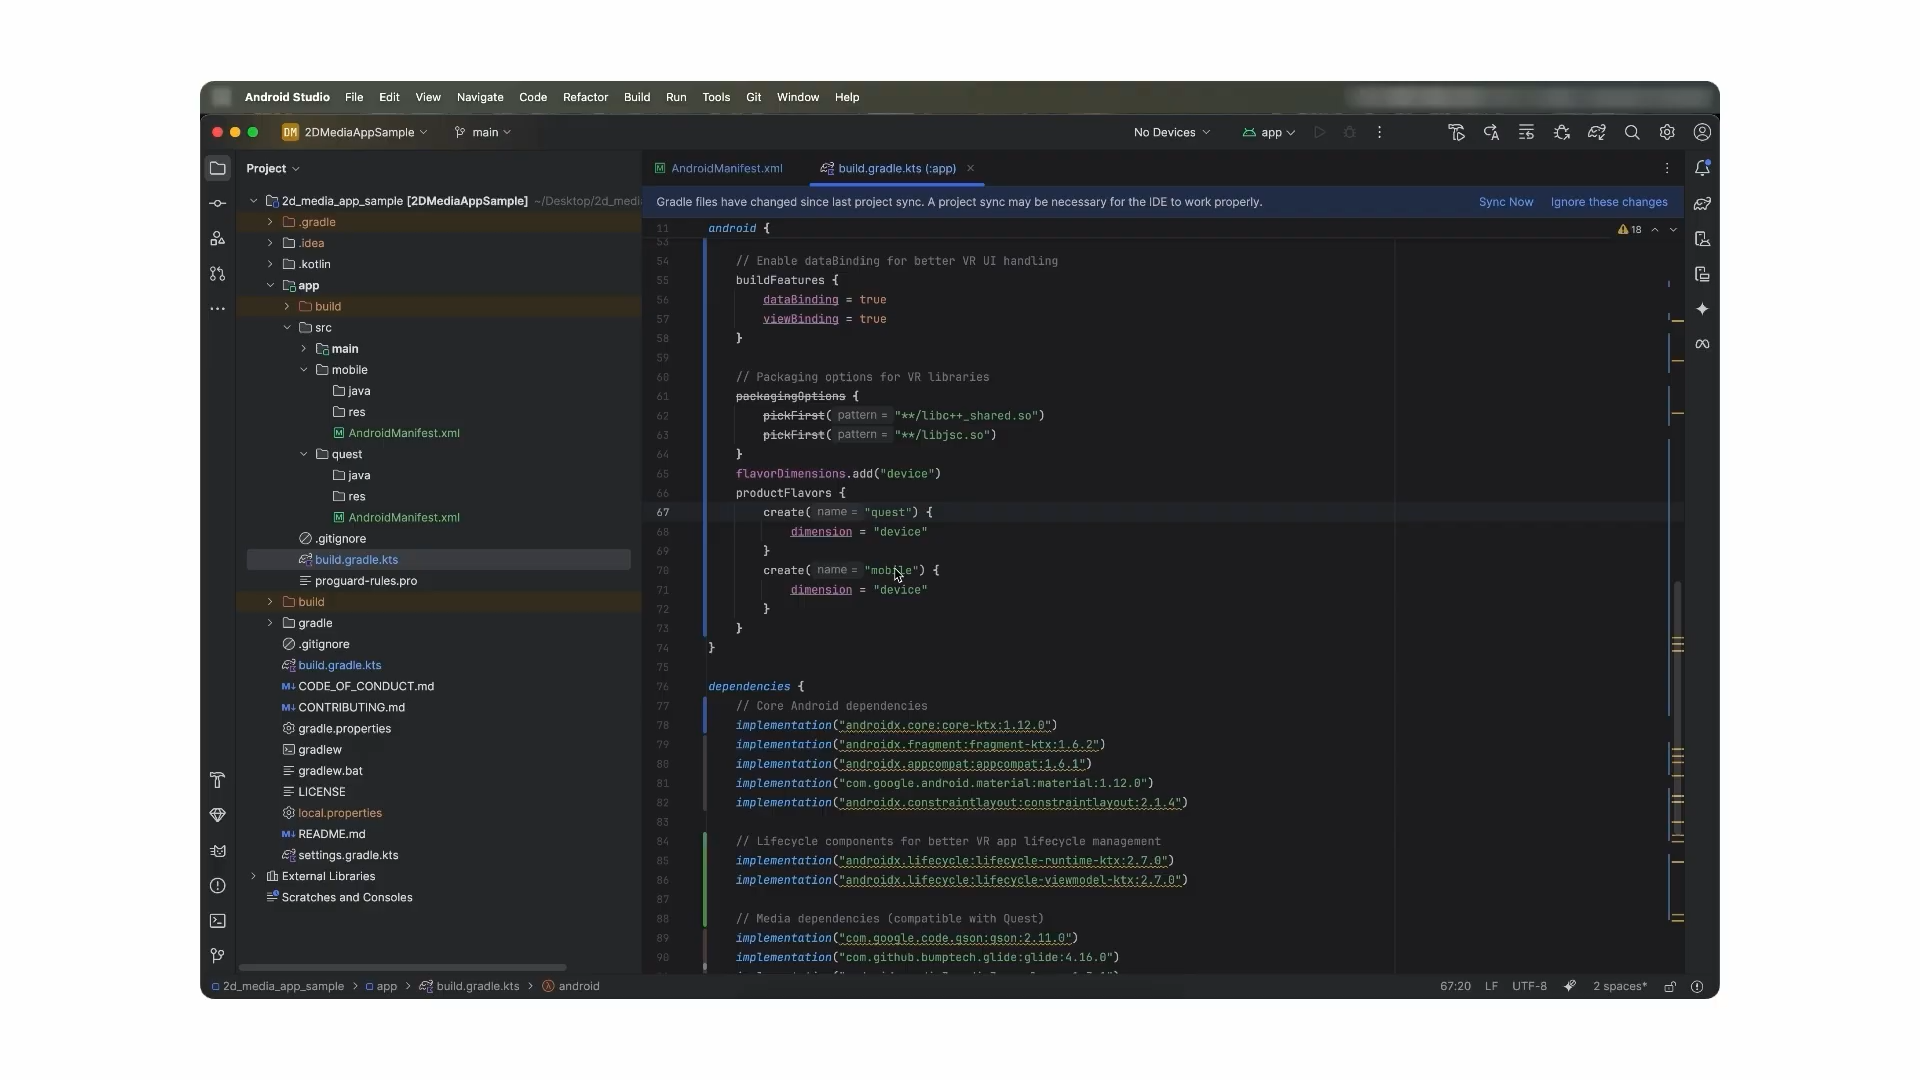 Android Studio File Edit View Navigate Code Refactor Build Run Tools Git Window Help
DM 2DMediaAppSample main No Devices app
Project
AndroidManifest.xml build.gradle.kts (:app)
2d_media_app_sample [2DMediaAppSample] ~/Desktop/2d_medi
.gradle
.idea
.kotlin
app
build
src
main
mobile
java
res
AndroidManifest.xml
quest
java
res
AndroidManifest.xml
.gitignore
build.gradle.kts
proguard-rules.pro
build
gradle
.gitignore
build.gradle.kts
CODE_OF_CONDUCT.md
CONTRIBUTING.md
gradle.properties
gradlew
gradlew.bat
LICENSE
local.properties
README.md
settings.gradle.kts
External Libraries
Scratches and Consoles
Gradle files have changed since last project sync. A project sync may be necessary for the IDE to work properly. Sync Now Ignore these changes
11 android { 18
53
54 // Enable dataBinding for better VR UI handling
55 buildFeatures {
56 dataBinding = true
57 viewBinding = true
58 }
59
60 // Packaging options for VR libraries
61 packagingOptions {
62 pickFirst( pattern = "**/libc++_shared.so")
63 pickFirst( pattern = "**/libjsc.so")
64 }
65 flavorDimensions.add("device")
66 productFlavors {
67 create( name = "quest") {
68 dimension = "device"
69 }
70 create( name = "mobile") {
71 dimension = "device"
72 }
73 }
74 }
75
76 dependencies {
77 // Core Android dependencies
78 implementation("androidx.core:core-ktx:1.12.0")
79 implementation("androidx.fragment:fragment-ktx:1.6.2")
80 implementation("androidx.appcompat:appcompat:1.6.1")
81 implementation("com.google.android.material:material:1.12.0")
82 implementation("androidx.constraintlayout:constraintlayout:2.1.4")
83
84 // Lifecycle components for better VR app lifecycle management
85 implementation("androidx.lifecycle:lifecycle-runtime-ktx:2.7.0")
86 implementation("androidx.lifecycle:lifecycle-viewmodel-ktx:2.7.0")
87
88 // Media dependencies (compatible with Quest)
89 implementation("com.google.code.gson:gson:2.11.0")
90 implementation("com.github.bumptech.glide:glide:4.16.0")
2d_media_app_sample > app > build.gradle.kts > android 67:20 LF UTF-8 2 spaces*